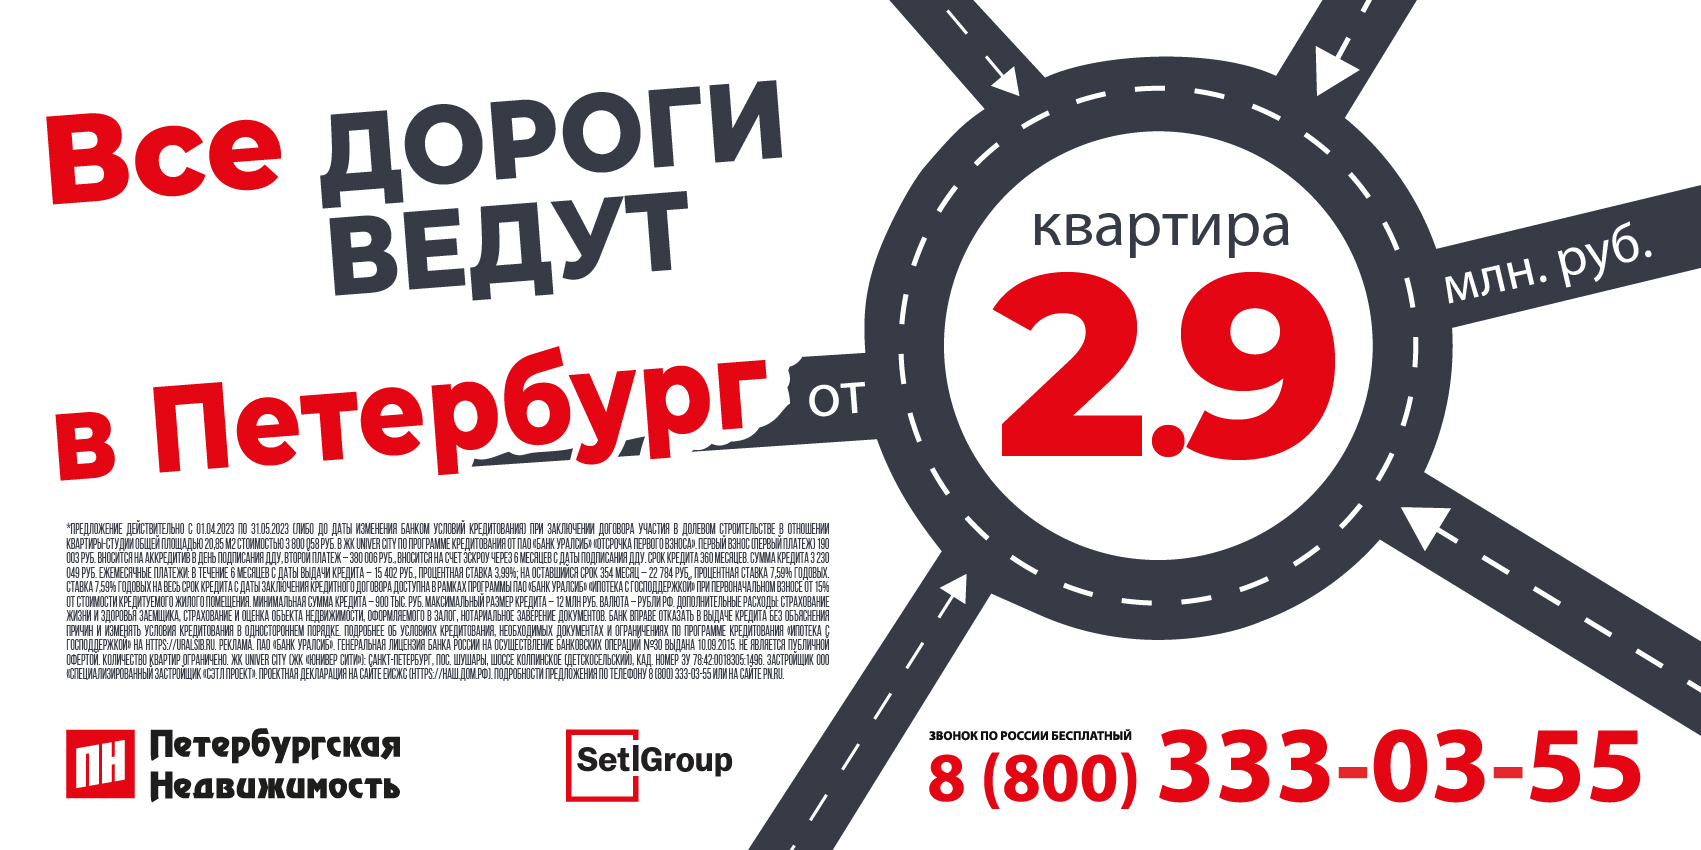 Все ДОРОГИ
ВЕДУТ
в Петербург
от
квартира
2.9
млн. руб.
*ПРЕДЛОЖЕНИЕ ДЕЙСТВИТЕЛЬНО С 01.04.2023 ПО 31.05.2023 (ЛИБО ДО ДАТЫ ИЗМЕНЕНИЯ БАНКОМ УСЛОВИЙ КРЕДИТОВАНИЯ) ПРИ ЗАКЛЮЧЕНИИ ДОГОВОРА УЧАСТИЯ В ДОЛЕВОМ СТРОИТЕЛЬСТВЕ В ОТНОШЕНИИ
КВАРТИРЫ-СТУДИИ ОБЩЕЙ ПЛОЩАДЬЮ 20,85 М2 СТОИМОСТЬЮ 3 800 058 РУБ. В ЖК UNIVER CITY ПО ПРОГРАММЕ КРЕДИТОВАНИЯ ОТ ПАО «БАНК УРАЛСИБ» «ОТСРОЧКА ПЕРВОГО ВЗНОСА». ПЕРВЫЙ ВЗНОС (ПЕРВЫЙ ПЛАТЕЖ) 190
003 РУБ. ВНОСИТСЯ НА АККРЕДИТИВ В ДЕНЬ ПОДПИСАНИЯ ДДУ, ВТОРОЙ ПЛАТЕЖ – 380 006 РУБ., ВНОСИТСЯ НА СЧЕТ ЭСКРОУ ЧЕРЕЗ 6 МЕСЯЦЕВ С ДАТЫ ПОДПИСАНИЯ ДДУ. СРОК КРЕДИТА 360 МЕСЯЦЕВ. СУММА КРЕДИТА 3 230
049 РУБ. ЕЖЕМЕСЯЧНЫЕ ПЛАТЕЖИ: В ТЕЧЕНИЕ 6 МЕСЯЦЕВ С ДАТЫ ВЫДАЧИ КРЕДИТА – 15 402 РУБ., ПРОЦЕНТНАЯ СТАВКА 3,99%; НА ОСТАВШИЙСЯ СРОК 354 МЕСЯЦ – 22 784 РУБ., ПРОЦЕНТНАЯ СТАВКА 7,59% ГОДОВЫХ.
СТАВКА 7,59% ГОДОВЫХ НА ВЕСЬ СРОК КРЕДИТА С ДАТЫ ЗАКЛЮЧЕНИЯ КРЕДИТНОГО ДОГОВОРА ДОСТУПНА В РАМКАХ ПРОГРАММЫ ПАО «БАНК УРАЛСИБ» «ИПОТЕКА С ГОСПОДДЕРЖКОЙ» ПРИ ПЕРВОНАЧАЛЬНОМ ВЗНОСЕ ОТ 15%
ОТ СТОИМОСТИ КРЕДИТУЕМОГО ЖИЛОГО ПОМЕЩЕНИЯ. МИНИМАЛЬНАЯ СУММА КРЕДИТА – 900 ТЫС. РУБ. МАКСИМАЛЬНЫЙ РАЗМЕР КРЕДИТА – 12 МЛН РУБ. ВАЛЮТА – РУБЛИ РФ. ДОПОЛНИТЕЛЬНЫЕ РАСХОДЫ: СТРАХОВАНИЕ
ЖИЗНИ И ЗДОРОВЬЯ ЗАЕМЩИКА, СТРАХОВАНИЕ И ОЦЕНКА ОБЪЕКТА НЕДВИЖИМОСТИ, ОФОРМЛЯЕМОГО В ЗАЛОГ, НОТАРИАЛЬНОЕ ЗАВЕРЕНИЕ ДОКУМЕНТОВ. БАНК ВПРАВЕ ОТКАЗАТЬ В ВЫДАЧЕ КРЕДИТА БЕЗ ОБЪЯСНЕНИЯ
ПРИЧИН И ИЗМЕНЯТЬ УСЛОВИЯ КРЕДИТОВАНИЯ В ОДНОСТОРОННЕМ ПОРЯДКЕ. ПОДРОБНЕЕ ОБ УСЛОВИЯХ КРЕДИТОВАНИЯ, НЕОБХОДИМЫХ ДОКУМЕНТАХ И ОГРАНИЧЕНИЯХ ПО ПРОГРАММЕ КРЕДИТОВАНИЯ «ИПОТЕКА С
ГОСПОДДЕРЖКОЙ» НА HTTPS://URALSIB.RU. РЕКЛАМА. ПАО «БАНК УРАЛСИБ». ГЕНЕРАЛЬНАЯ ЛИЦЕНЗИЯ БАНКА РОССИИ НА ОСУЩЕСТВЛЕНИЕ БАНКОВСКИХ ОПЕРАЦИЙ №30 ВЫДАНА 10.09.2015. НЕ ЯВЛЯЕТСЯ ПУБЛИЧНОЙ
ОФЕРТОЙ. КОЛИЧЕСТВО КВАРТИР ОГРАНИЧЕНО. ЖК UNIVER CITY (ЖК «ЮНИВЕР СИТИ»): САНКТ-ПЕТЕРБУРГ, ПОС. ШУШАРЫ, ШОССЕ КОЛПИНСКОЕ (ДЕТСКОСЕЛЬСКИЙ), КАД. НОМЕР ЗУ 78:42:0018305:1496. ЗАСТРОЙЩИК ООО
«СПЕЦИАЛИЗИРОВАННЫЙ ЗАСТРОЙЩИК «СЭТЛ ПРОЕКТ». ПРОЕКТНАЯ ДЕКЛАРАЦИЯ НА САЙТЕ ЕИСЖС (HTTPS://НАШ.ДОМ.РФ). ПОДРОБНОСТИ ПРЕДЛОЖЕНИЯ ПО ТЕЛЕФОНУ 8 (800) 333-03-55 ИЛИ НА САЙТЕ PN.RU.
ПН Петербургская
Недвижимость
Setl Group
ЗВОНОК ПО РОССИИ БЕСПЛАТНЫЙ
8 (800) 333-03-55